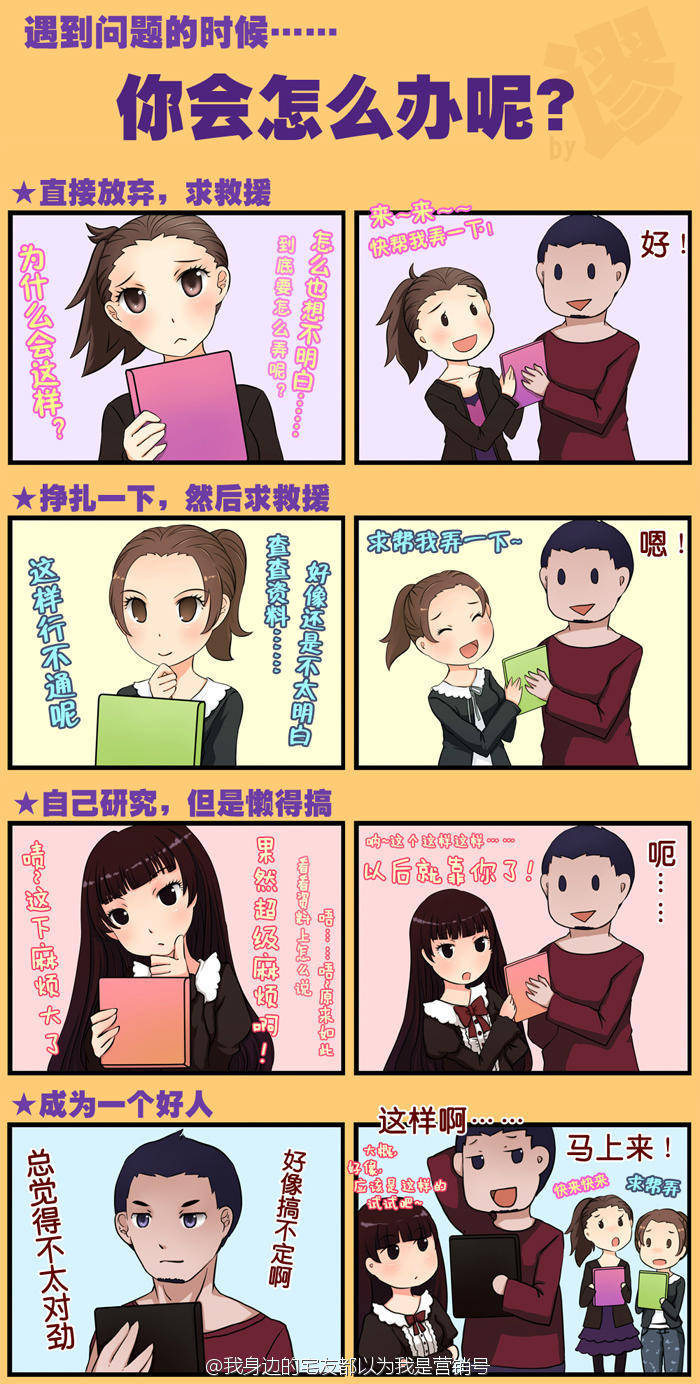 遇到问题的时候……
你会怎么办呢?
by
谬
★直接放弃，求救援
为什么会这样?
怎么也想不明白……
到底要怎么弄呢?
来~来~~
快帮我弄一下!
好!
★挣扎一下，然后求救援
这样行不通呢
查查资料……
好像还是不太明白
求帮我弄一下~
嗯!
★自己研究，但是懒得搞
啧~这下麻烦大了
唔……唔~原来如此
看看资料上怎么说
果然超级麻烦啊!
哟~这个这样这样……
以后就靠你了!
呃……
★成为一个好人
总觉得不太对劲
好像搞不定啊
这样啊……
大概,
好像,
应该是这样的
试试吧~
马上来!
快来快来
求帮弄
@我身边的宅友都以为我是营销号